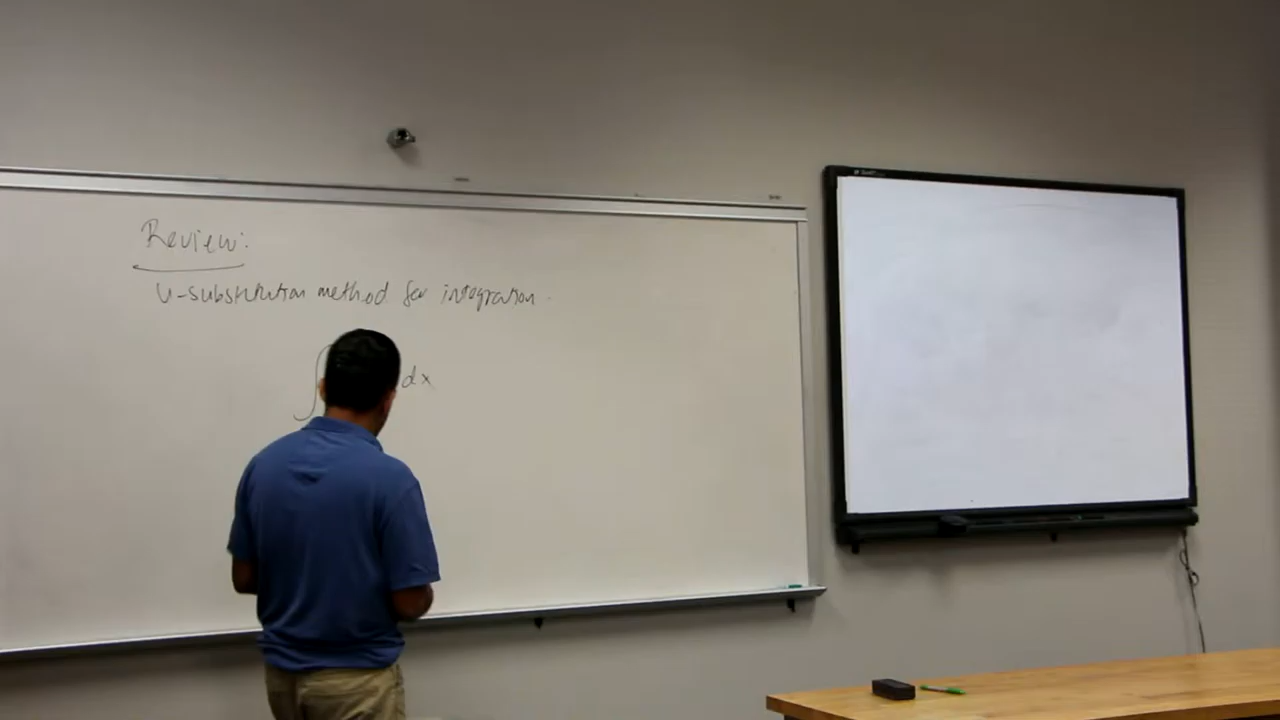 Review:
u-substitution method for integration.
∫ dx